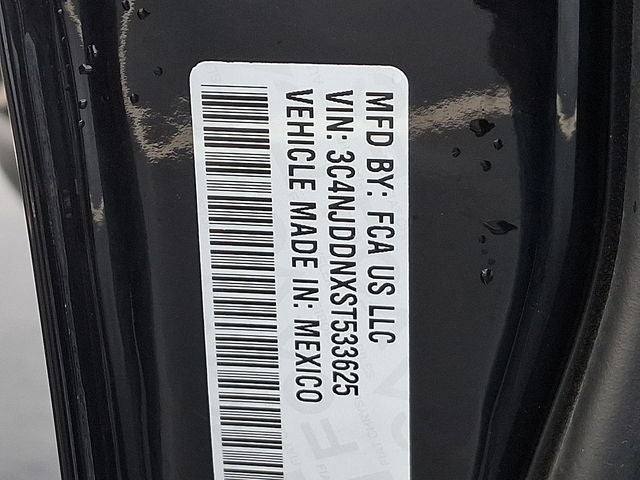 MFD BY: FCA US LLC
VIN: 3C4NJDDNXST533625
VEHICLE MADE IN: MEXICO